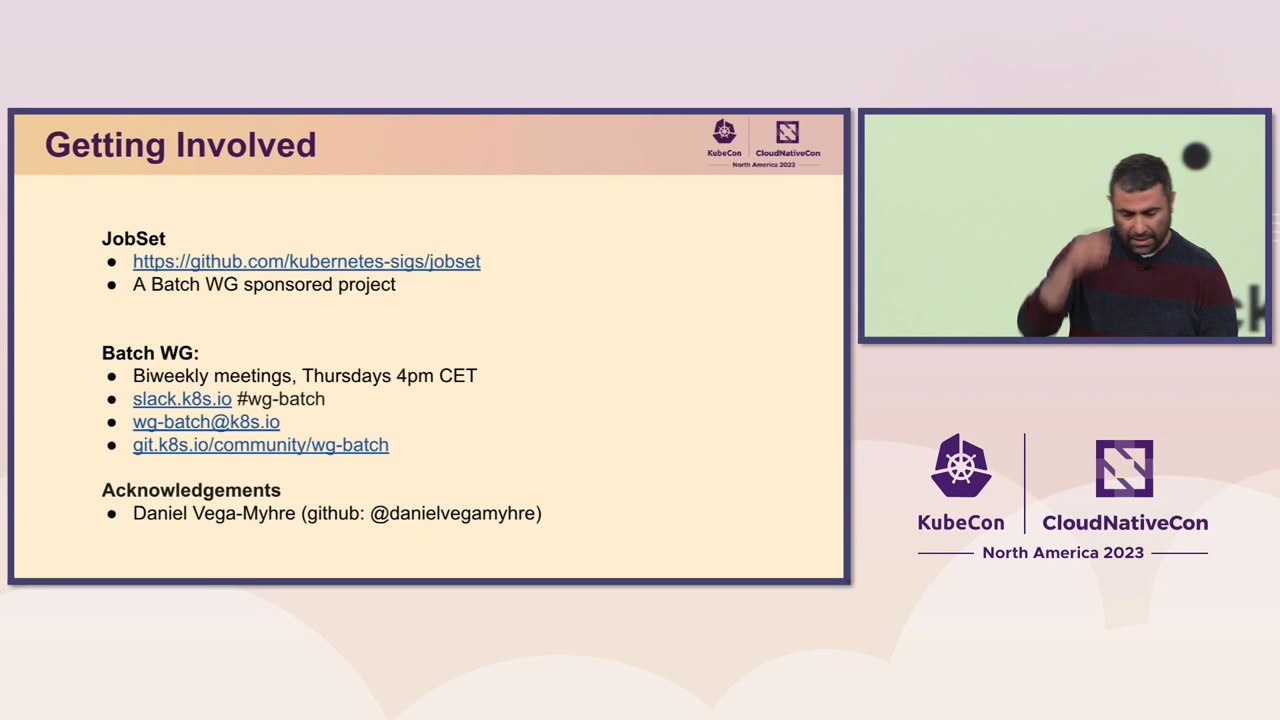 Getting Involved
KubeCon
CloudNativeCon
North America 2023
JobSet
● https://github.com/kubernetes-sigs/jobset
● A Batch WG sponsored project
Batch WG:
● Biweekly meetings, Thursdays 4pm CET
● slack.k8s.io #wg-batch
● wg-batch@k8s.io
● git.k8s.io/community/wg-batch
Acknowledgements
● Daniel Vega-Myhre (github: @danielvegamyhre)
KubeCon
CloudNativeCon
North America 2023